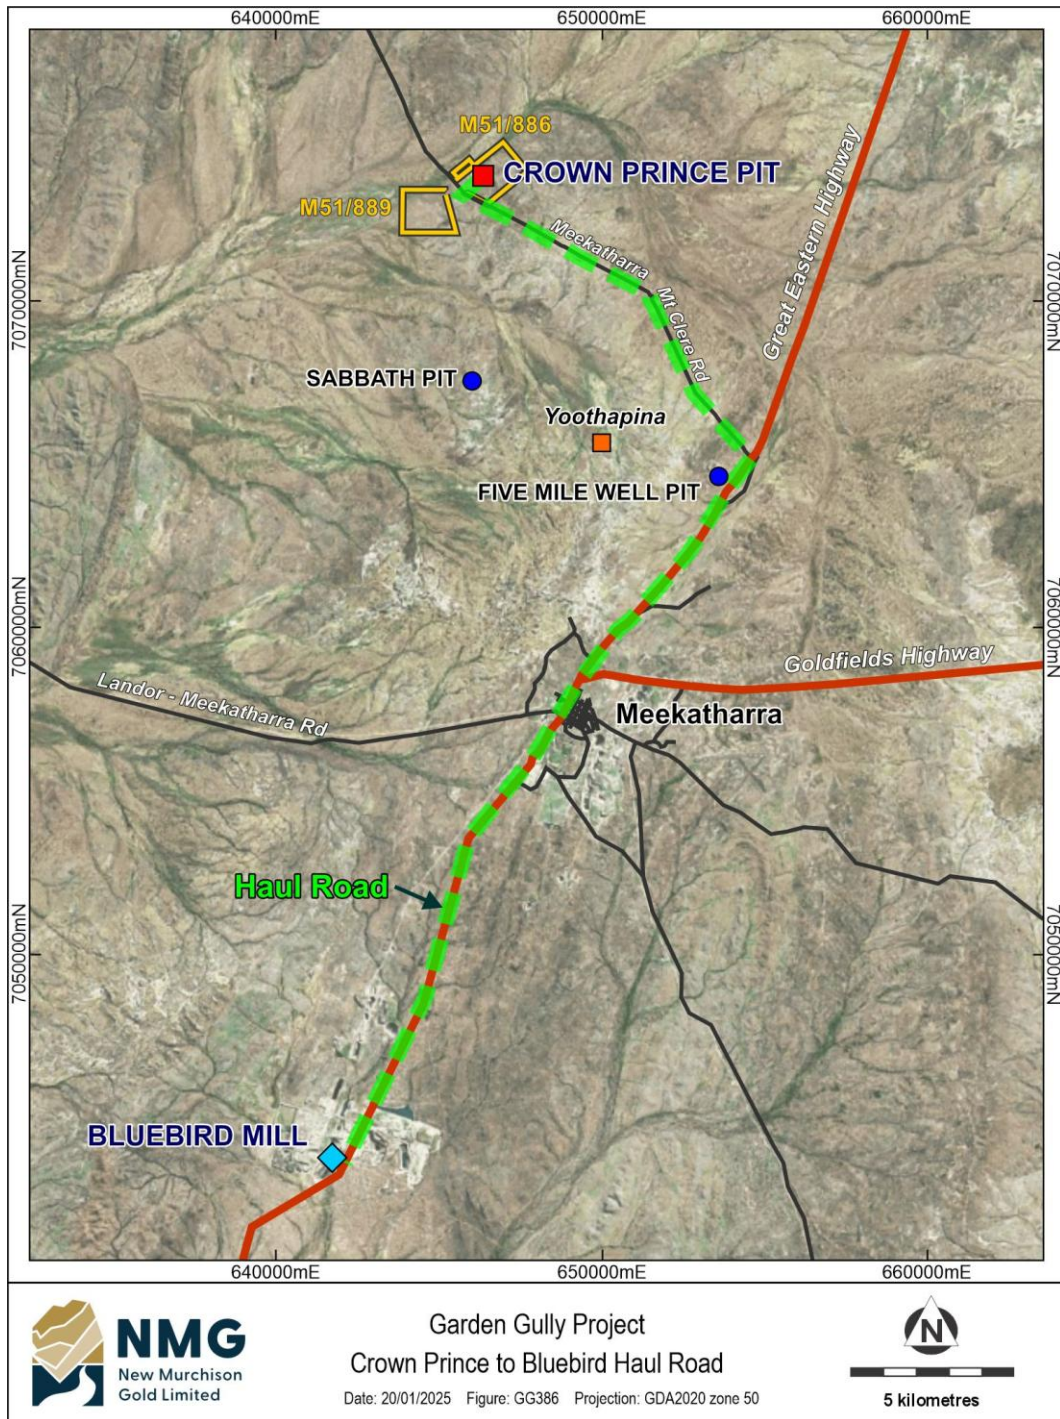 640000mE
650000mE
660000mE
M51/886
CROWN PRINCE PIT
M51/889
Great Eastern Highway
Meekatharra
Mt Clere Rd
7070000mN
7070000mN
SABBATH PIT
Yoothapina
FIVE MILE WELL PIT
7060000mN
7060000mN
Goldfields Highway
Landor - Meekatharra Rd
Meekatharra
Haul Road
7050000mN
7050000mN
BLUEBIRD MILL
640000mE
650000mE
660000mE
NMG
New Murchison
Gold Limited
Garden Gully Project
Crown Prince to Bluebird Haul Road
Date: 20/01/2025 Figure: GG386 Projection: GDA2020 zone 50
N
5 kilometres